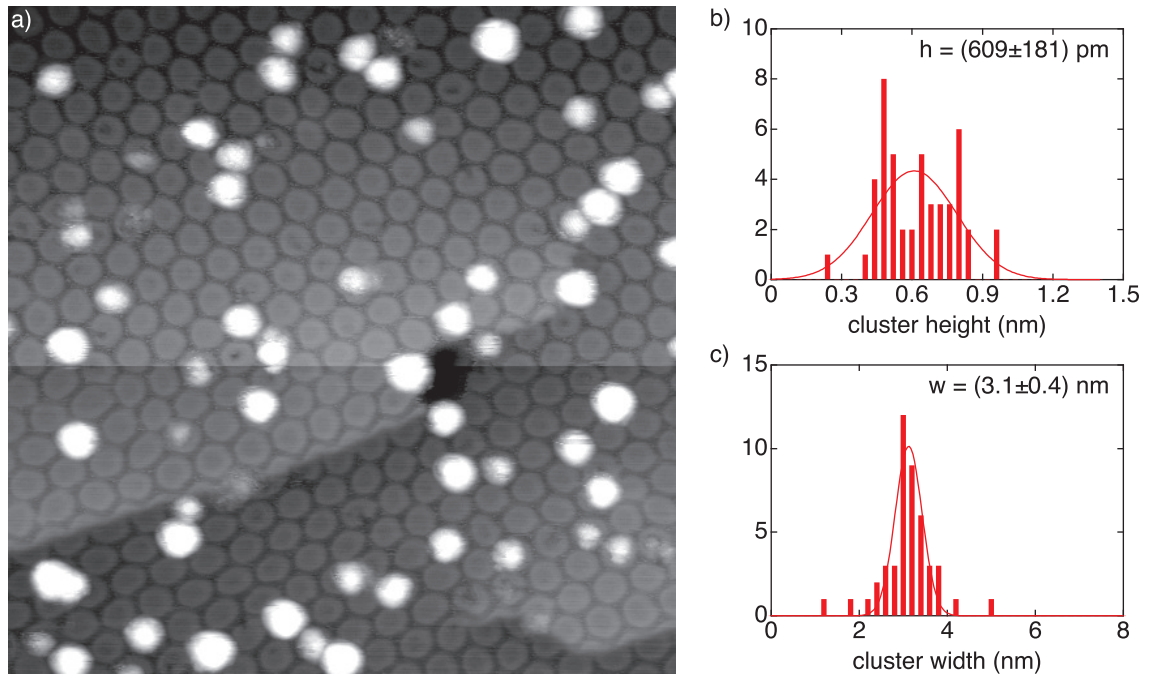 a)
b)
10
8
6
4
2
0
h = (609±181) pm
0 0.3 0.6 0.9 1.2 1.5
cluster height (nm)
c)
15
10
5
0
w = (3.1±0.4) nm
0 2 4 6 8
cluster width (nm)